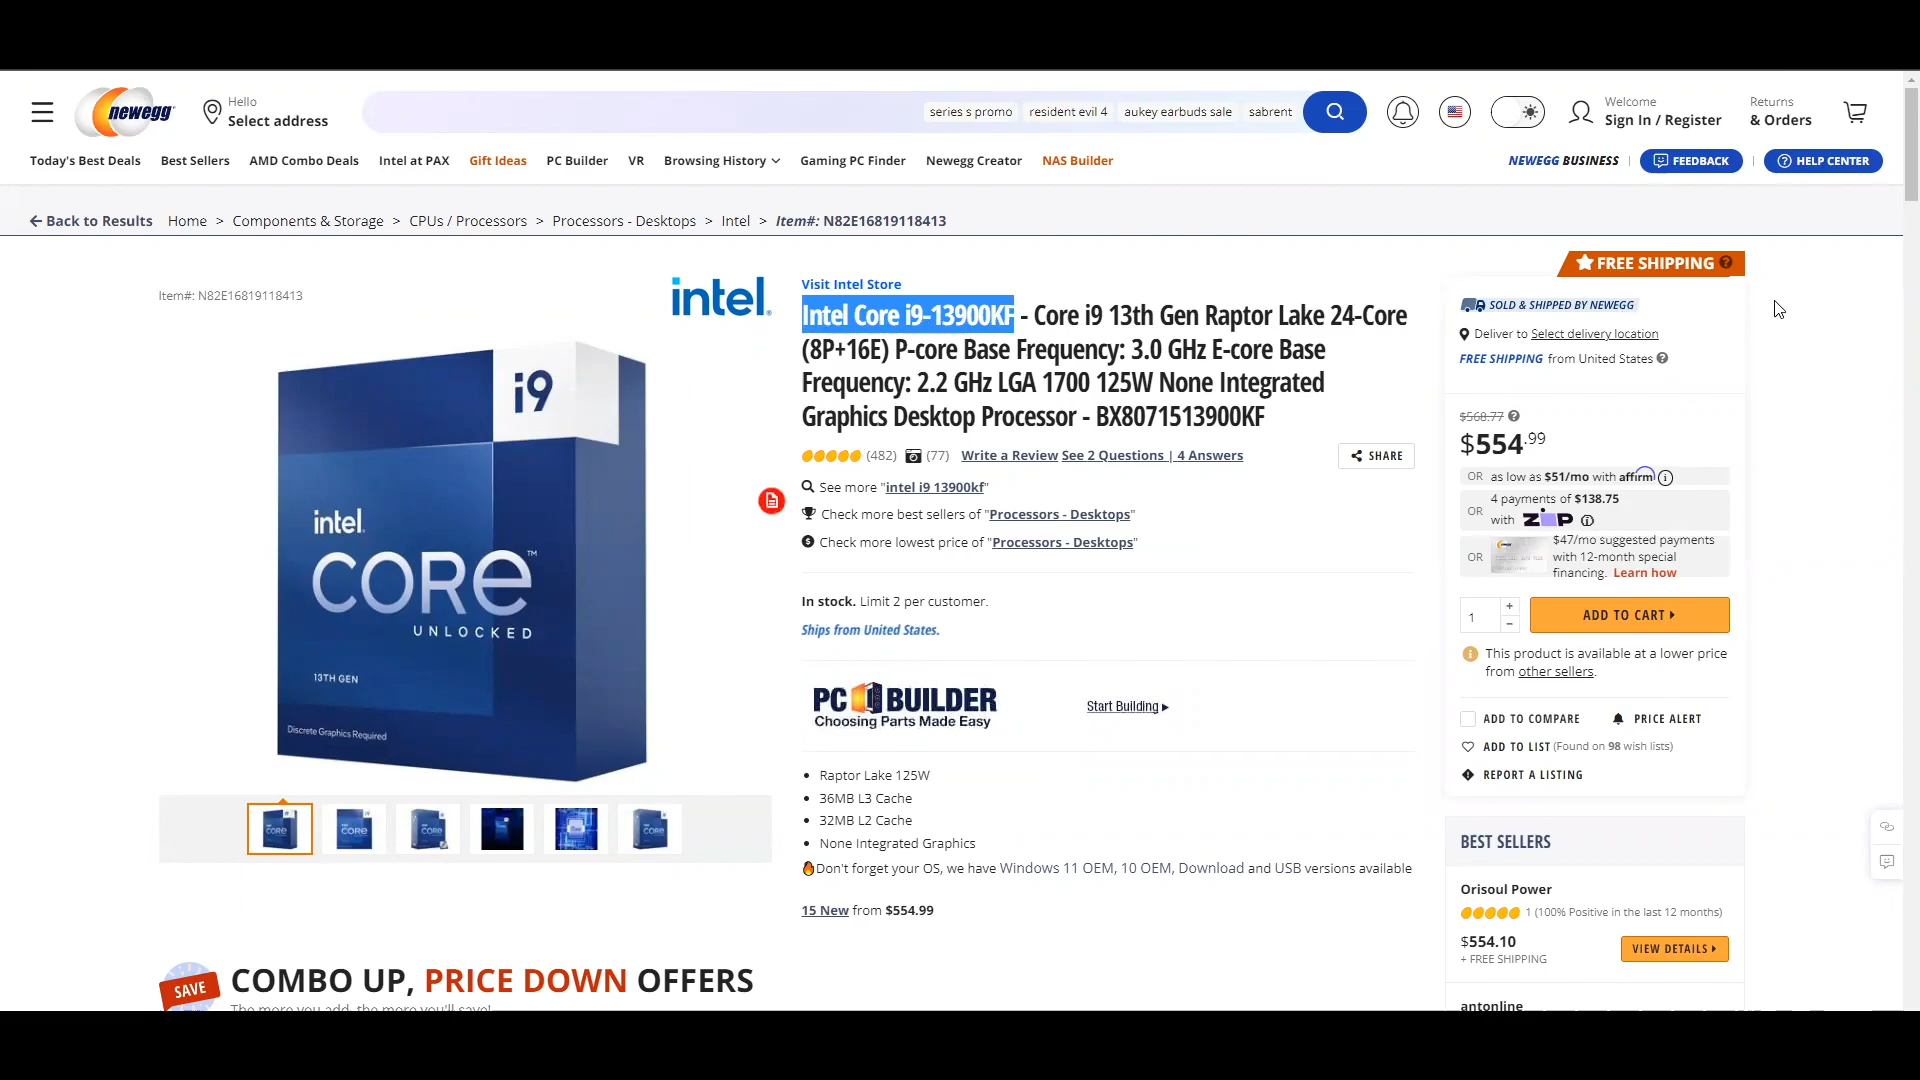 newegg
Hello
Select address
series s promo
resident evil 4
aukey earbuds sale
sabrent
Welcome
Sign In / Register
Returns
& Orders
Today's Best Deals
Best Sellers
AMD Combo Deals
Intel at PAX
Gift Ideas
PC Builder
VR
Browsing History
Gaming PC Finder
Newegg Creator
NAS Builder
NEWEGG BUSINESS
FEEDBACK
HELP CENTER
Back to Results
Home > Components & Storage > CPUs / Processors > Processors - Desktops > Intel > Item#: N82E16819118413
Item#: N82E16819118413
intel.
i9
intel.
CORE™
UNLOCKED
13TH GEN
Discrete Graphics Required
Visit Intel Store
Intel Core i9-13900KF - Core i9 13th Gen Raptor Lake 24-Core
(8P+16E) P-core Base Frequency: 3.0 GHz E-core Base
Frequency: 2.2 GHz LGA 1700 125W None Integrated
Graphics Desktop Processor - BX8071513900KF
(482)
(77)
Write a Review
See 2 Questions | 4 Answers
SHARE
See more "intel i9 13900kf"
Check more best sellers of "Processors - Desktops"
Check more lowest price of "Processors - Desktops"
In stock. Limit 2 per customer.
Ships from United States.
PC BUILDER
Choosing Parts Made Easy
Start Building
• Raptor Lake 125W
• 36MB L3 Cache
• 32MB L2 Cache
• None Integrated Graphics
Don't forget your OS, we have Windows 11 OEM, 10 OEM, Download and USB versions available
15 New from $554.99
FREE SHIPPING
SOLD & SHIPPED BY NEWEGG
Deliver to Select delivery location
FREE SHIPPING from United States
$568.77
$554.99
OR as low as $51/mo with affirm
OR
4 payments of $138.75
with ZIP
OR
$47/mo suggested payments
with 12-month special
financing. Learn how
1
+
−
ADD TO CART
This product is available at a lower price
from other sellers.
ADD TO COMPARE
PRICE ALERT
ADD TO LIST (Found on 98 wish lists)
REPORT A LISTING
BEST SELLERS
Orisoul Power
1 (100% Positive in the last 12 months)
$554.10
+ FREE SHIPPING
VIEW DETAILS
antonline
SAVE
COMBO UP, PRICE DOWN OFFERS
The more you add, the more you'll save!